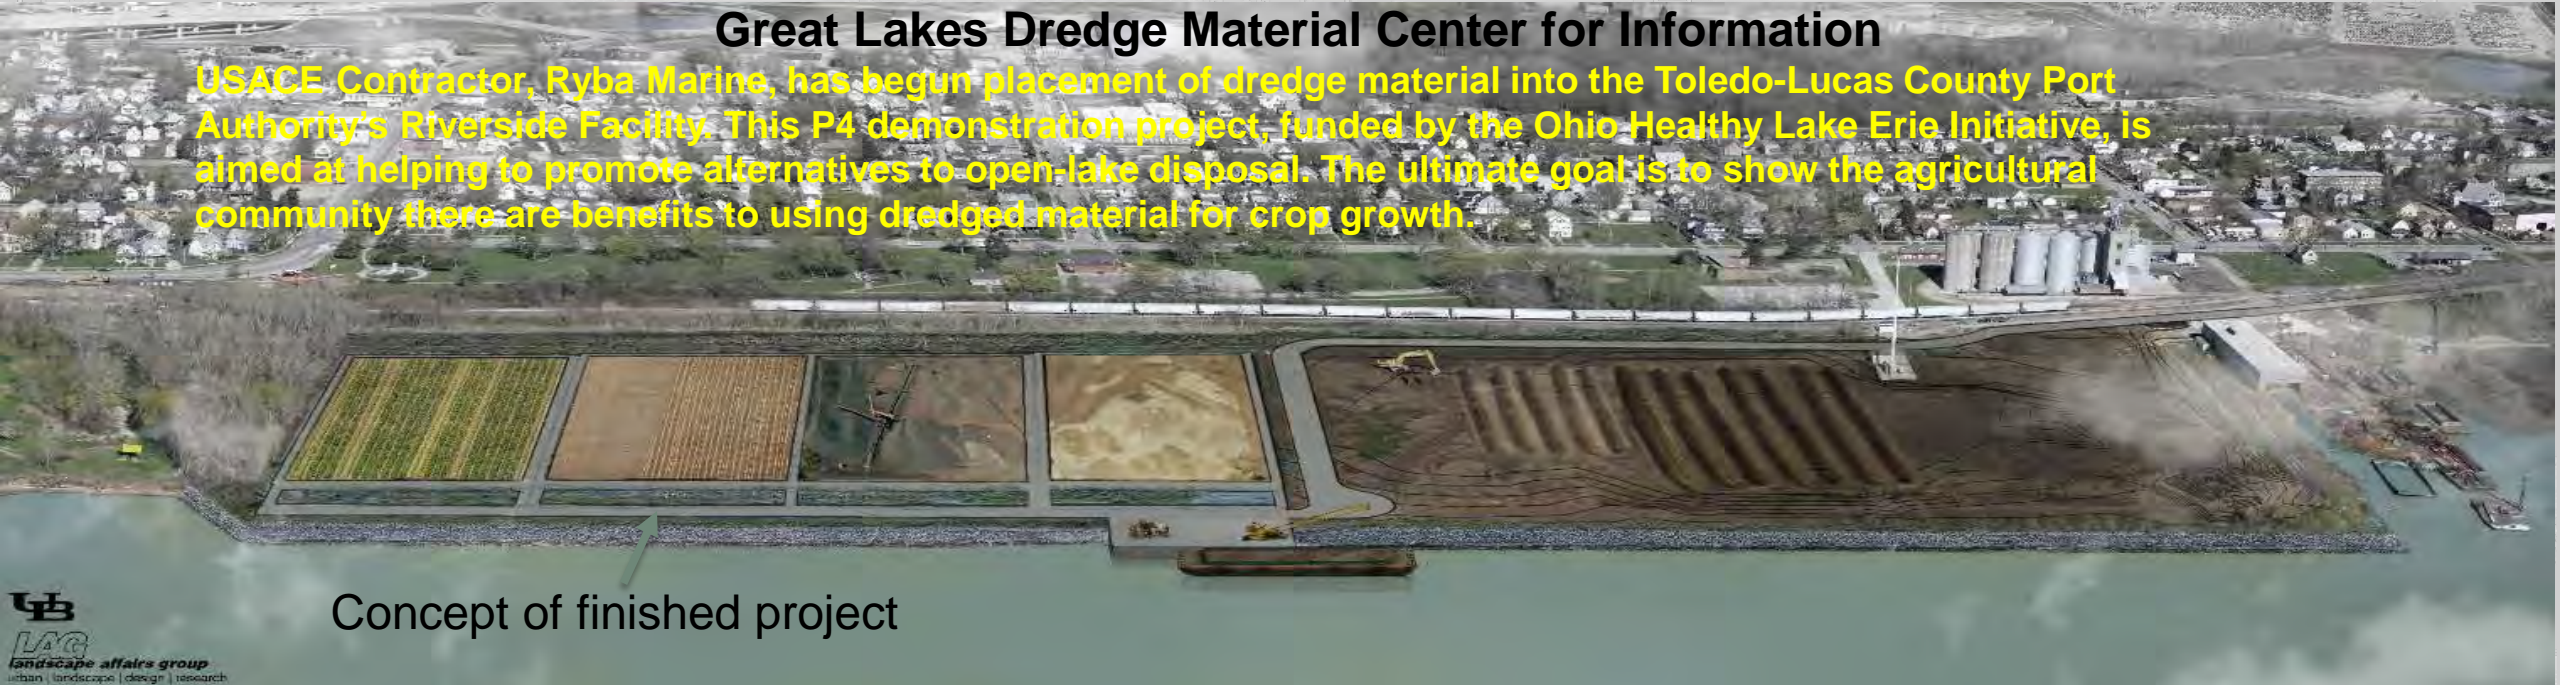 Great Lakes Dredge Material Center for Information
USACE Contractor, Ryba Marine, has begun placement of dredge material into the Toledo-Lucas County Port
Authority's Riverside Facility. This P4 demonstration project, funded by the Ohio Healthy Lake Erie Initiative, is
aimed at helping to promote alternatives to open-lake disposal. The ultimate goal is to show the agricultural
community there are benefits to using dredged material for crop growth.
Concept of finished project
UB
LAG
landscape affairs group
urban | landscape | design | research